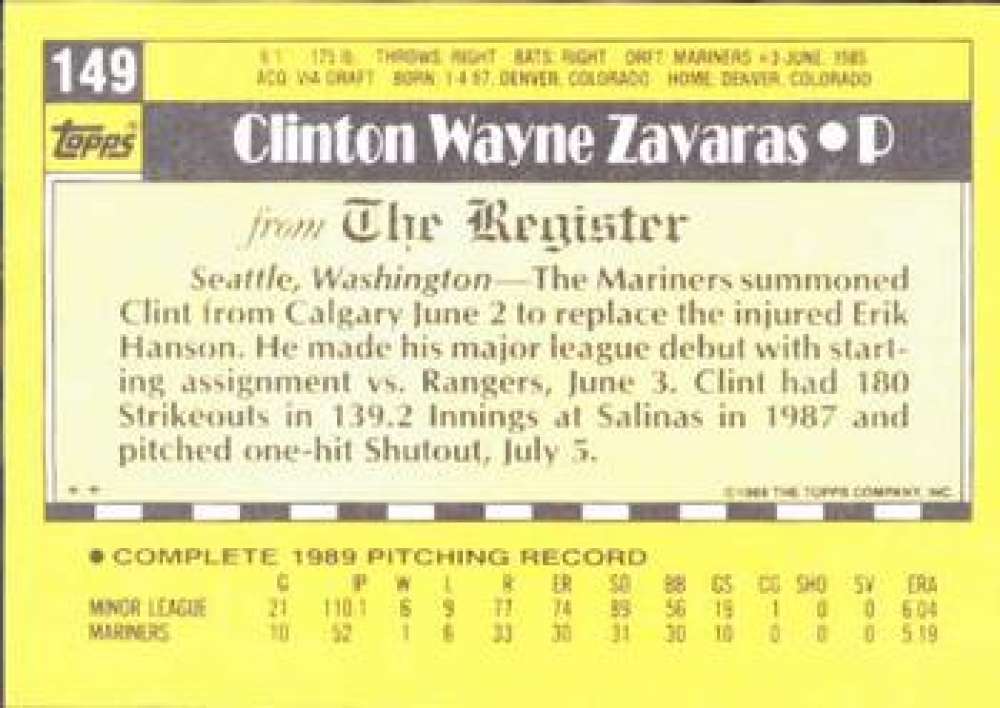 149
6'1" 175 lb. THROWS: RIGHT BATS: RIGHT DRFT: MARINERS #3-JUNE, 1985
ACQ: VIA DRAFT BORN: 1-4-67, DENVER, COLORADO HOME: DENVER, COLORADO
Topps®
Clinton Wayne Zavaras • P
from The Register
Seattle, Washington—The Mariners summoned
Clint from Calgary June 2 to replace the injured Erik
Hanson. He made his major league debut with start-
ing assignment vs. Rangers, June 3. Clint had 180
Strikeouts in 139.2 Innings at Salinas in 1987 and
pitched one-hit Shutout, July 5.
* *
©1989 THE TOPPS COMPANY, INC.
• COMPLETE 1989 PITCHING RECORD
G IP W L R ER SO BB GS CG SHO SV ERA
MINOR LEAGUE 21 110.1 6 9 77 74 89 56 19 1 0 0 6.04
MARINERS 10 52 1 6 33 30 31 30 10 0 0 0 5.19